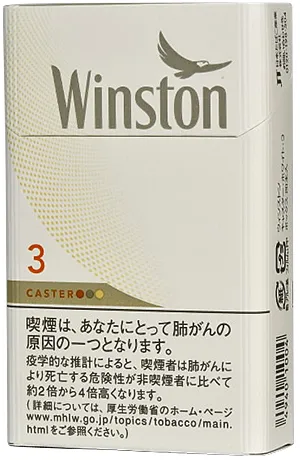 Winston
3
CASTER
喫煙は、あなたにとって肺がんの
原因の一つとなります。
疫学的な推計によると、喫煙者は肺がんに
より死亡する危険性が非喫煙者に比べて
約2倍から4倍高くなります。
(詳細については、厚生労働省のホーム・ページ
www.mhlw.go.jp/topics/tobacco/main.
htmlをご参照ください。)